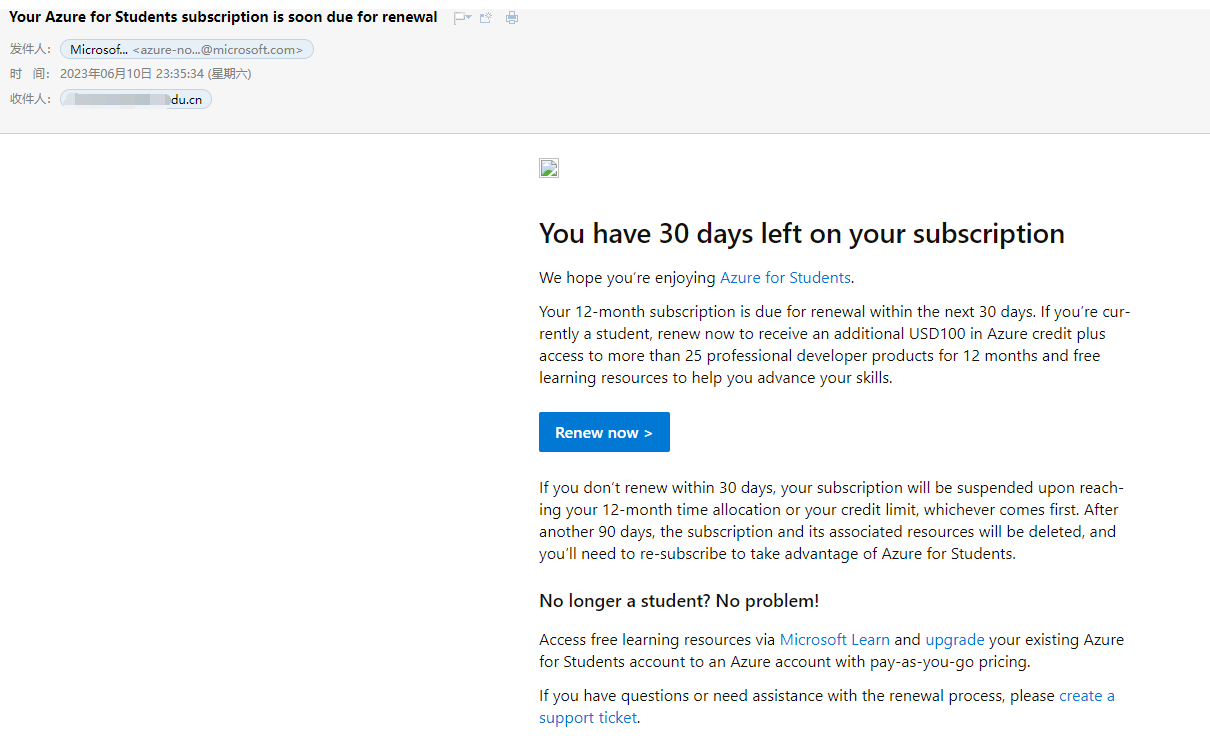 Your Azure for Students subscription is soon due for renewal
发件人： Microsof... <azure-no...@microsoft.com>
时 间： 2023年06月10日 23:35:34 (星期六)
收件人： du.cn
You have 30 days left on your subscription
We hope you’re enjoying Azure for Students.
Your 12-month subscription is due for renewal within the next 30 days. If you’re cur-
rently a student, renew now to receive an additional USD100 in Azure credit plus
access to more than 25 professional developer products for 12 months and free
learning resources to help you advance your skills.
Renew now >
If you don’t renew within 30 days, your subscription will be suspended upon reach-
ing your 12-month time allocation or your credit limit, whichever comes first. After
another 90 days, the subscription and its associated resources will be deleted, and
you’ll need to re-subscribe to take advantage of Azure for Students.
No longer a student? No problem!
Access free learning resources via Microsoft Learn and upgrade your existing Azure
for Students account to an Azure account with pay-as-you-go pricing.
If you have questions or need assistance with the renewal process, please create a
support ticket.